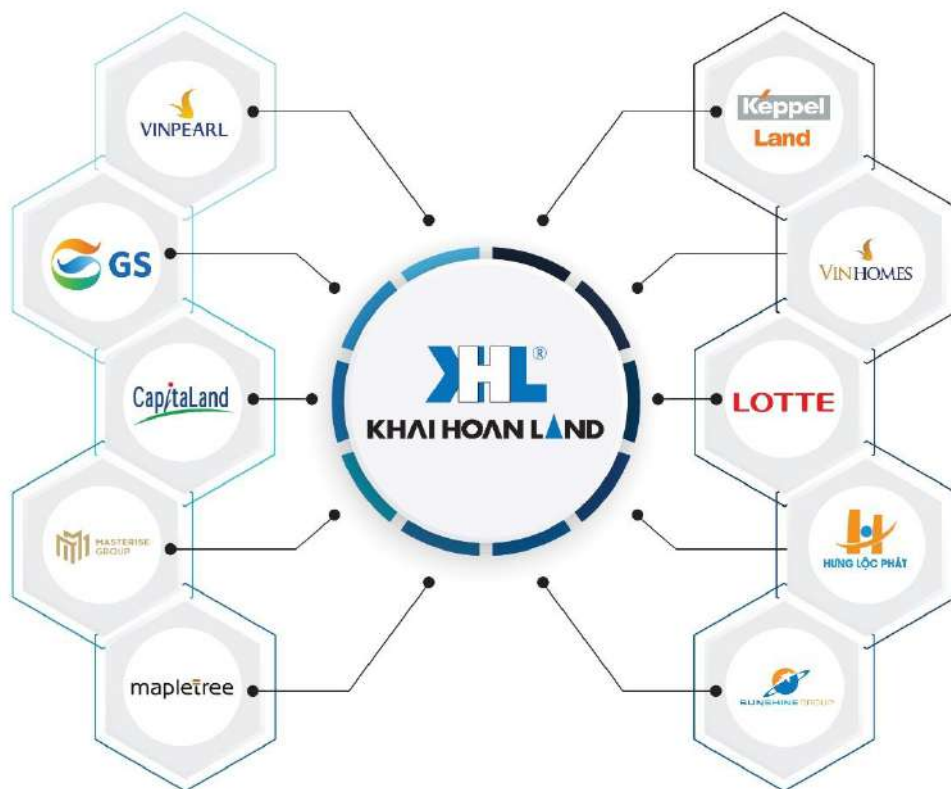 VINPEARL
GS
CapitaLand
MASTERISE
GROUP
mapletree
KHL®
KHAI HOAN LAND
Keppel
Land
VINHOMES
LOTTE
H
HƯNG LỘC PHÁT
SUNSHINE GROUP